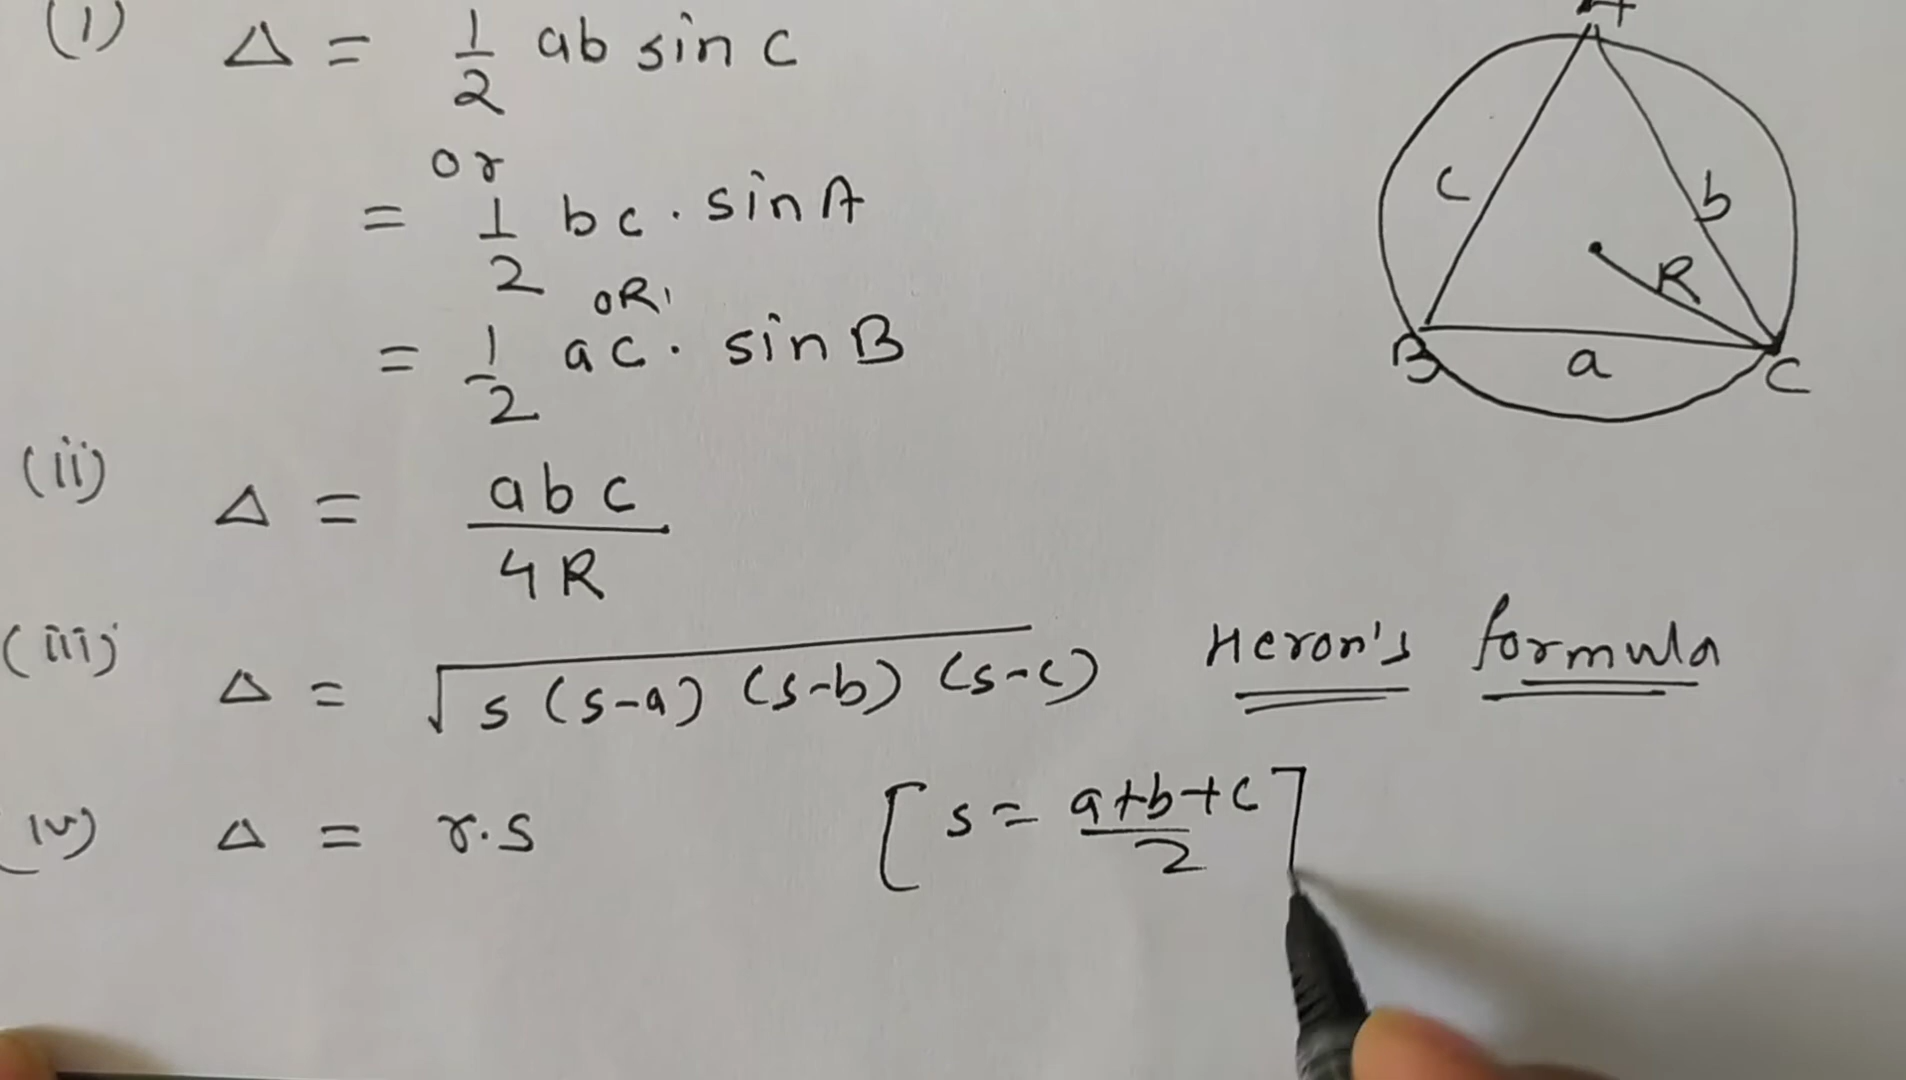 (i) Δ = 1/2 ab sin C
or
= 1/2 bc . sin A
OR
= 1/2 ac . sin B
(ii) Δ = abc/4R
(iii) Δ = √s(s-a)(s-b)(s-c) Heron's formula
(iv) Δ = r.s [s = a+b+c/2]
A
c
b
R
B
a
C